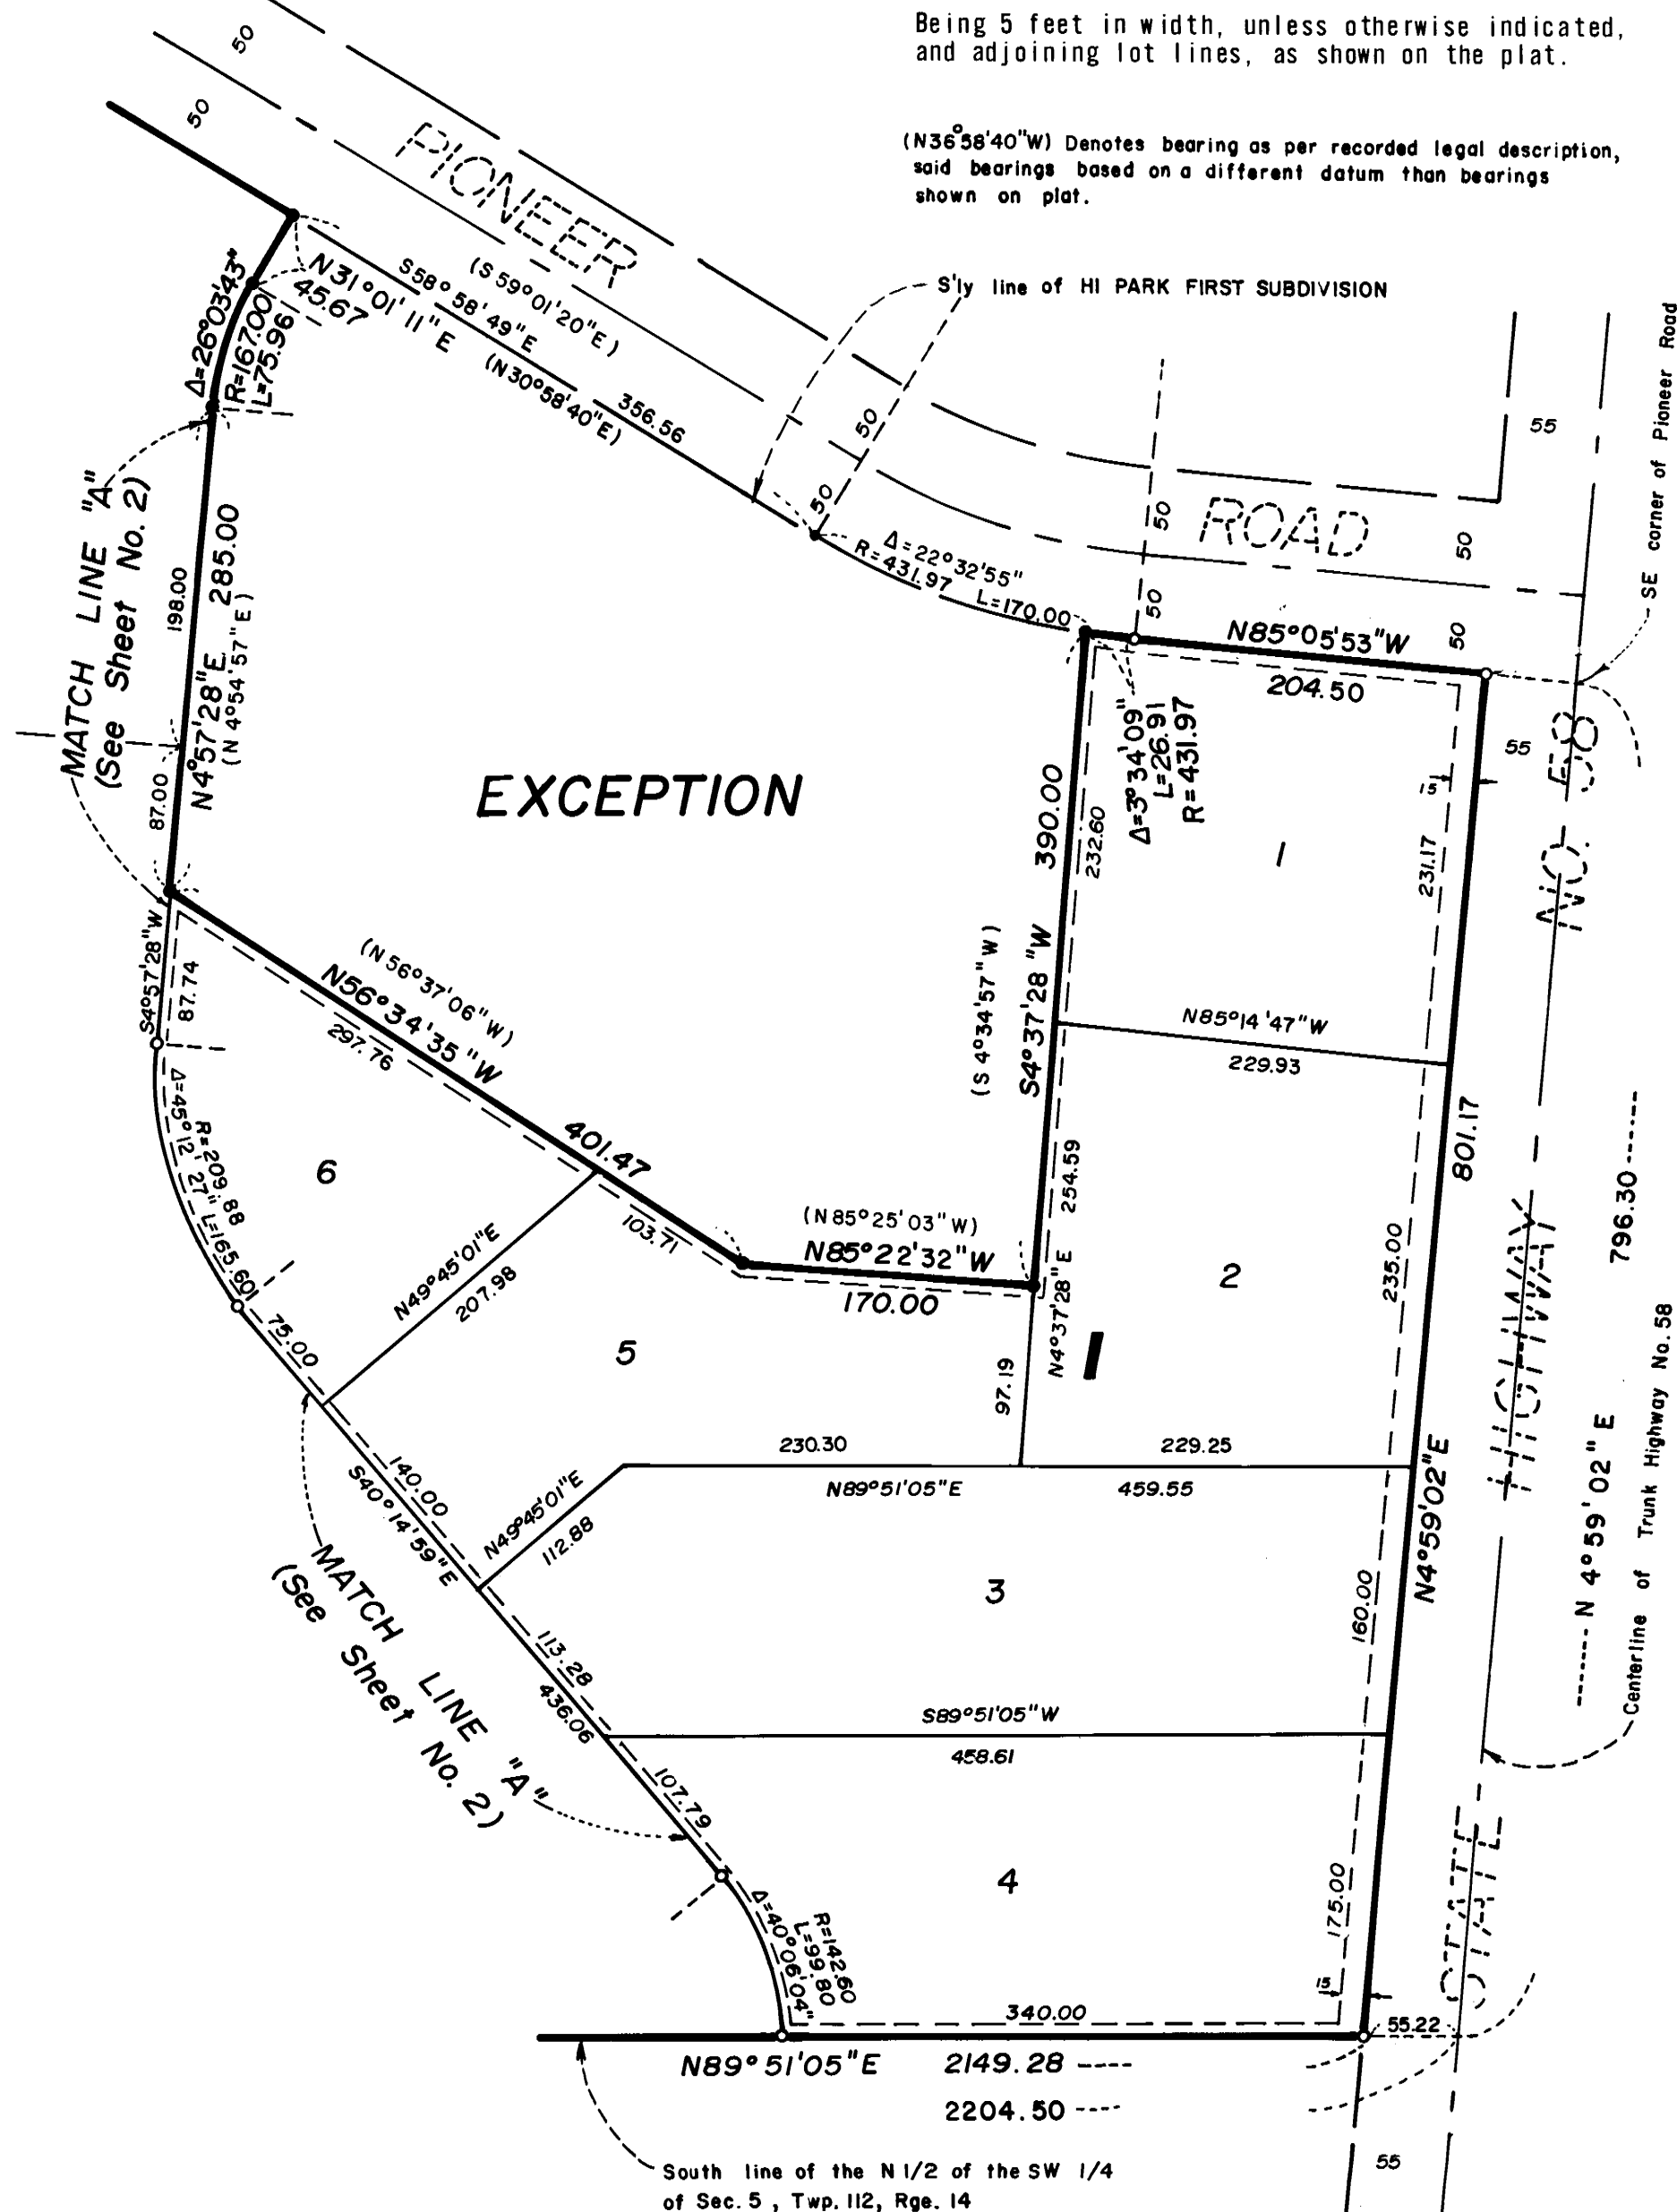 Being 5 feet in width, unless otherwise indicated,
and adjoining lot lines, as shown on the plat.
(N36°58'40"W) Denotes bearing as per recorded legal description,
said bearings based on a different datum than bearings
shown on plat.
50
50
PIONEER
S'ly line of HI PARK FIRST SUBDIVISION
N31°01'11"E
45.67
(N30°58'40"E)
S58°58'49"E
(S59°01'20"E)
356.56
Δ=26°03'43"
R=167.00
L=75.96
50
50
Δ=22°32'55"
R=431.97 L=170.00
ROAD
50
50
50
50
55
SE corner of Pioneer Road
MATCH LINE "A"
(See Sheet No. 2)
198.00
87.00
N4°57'28"E 285.00
(N4°54'57"E)
EXCEPTION
N85°05'53"W
204.50
Δ=3°34'09"
L=26.91
R=431.97
390.00
232.60
1
231.17
15
55
NO. 58
S4°57'28"W
87.74
(N56°37'06"W)
N56°34'35"W
297.76
401.47
103.71
(S4°34'57"W)
S4°37'28"W
N85°14'47"W
229.93
801.17
254.59
Δ=45°12'27"
R=209.88
L=165.60
6
N49°45'01"E
207.98
75.00
(N85°25'03"W)
N85°22'32"W
170.00
5
97.19
N4°37'28"E
2
235.00
HIGHWAY
796.30
N4°59'02"E
Centerline of Trunk Highway No. 58
230.30
229.25
N89°51'05"E
459.55
N4°59'02"E
140.00
S40°14'59"E
N49°45'01"E
112.88
MATCH LINE "A"
(See Sheet No. 2)
3
160.00
113.28
436.06
S89°51'05"W
458.61
107.79
4
175.00
Δ=40°06'04"
L=99.80
R=142.60
STATE
15
340.00
55.22
N89°51'05"E 2149.28
2204.50
South line of the N 1/2 of the SW 1/4
of Sec. 5, Twp. 112, Rge. 14
55